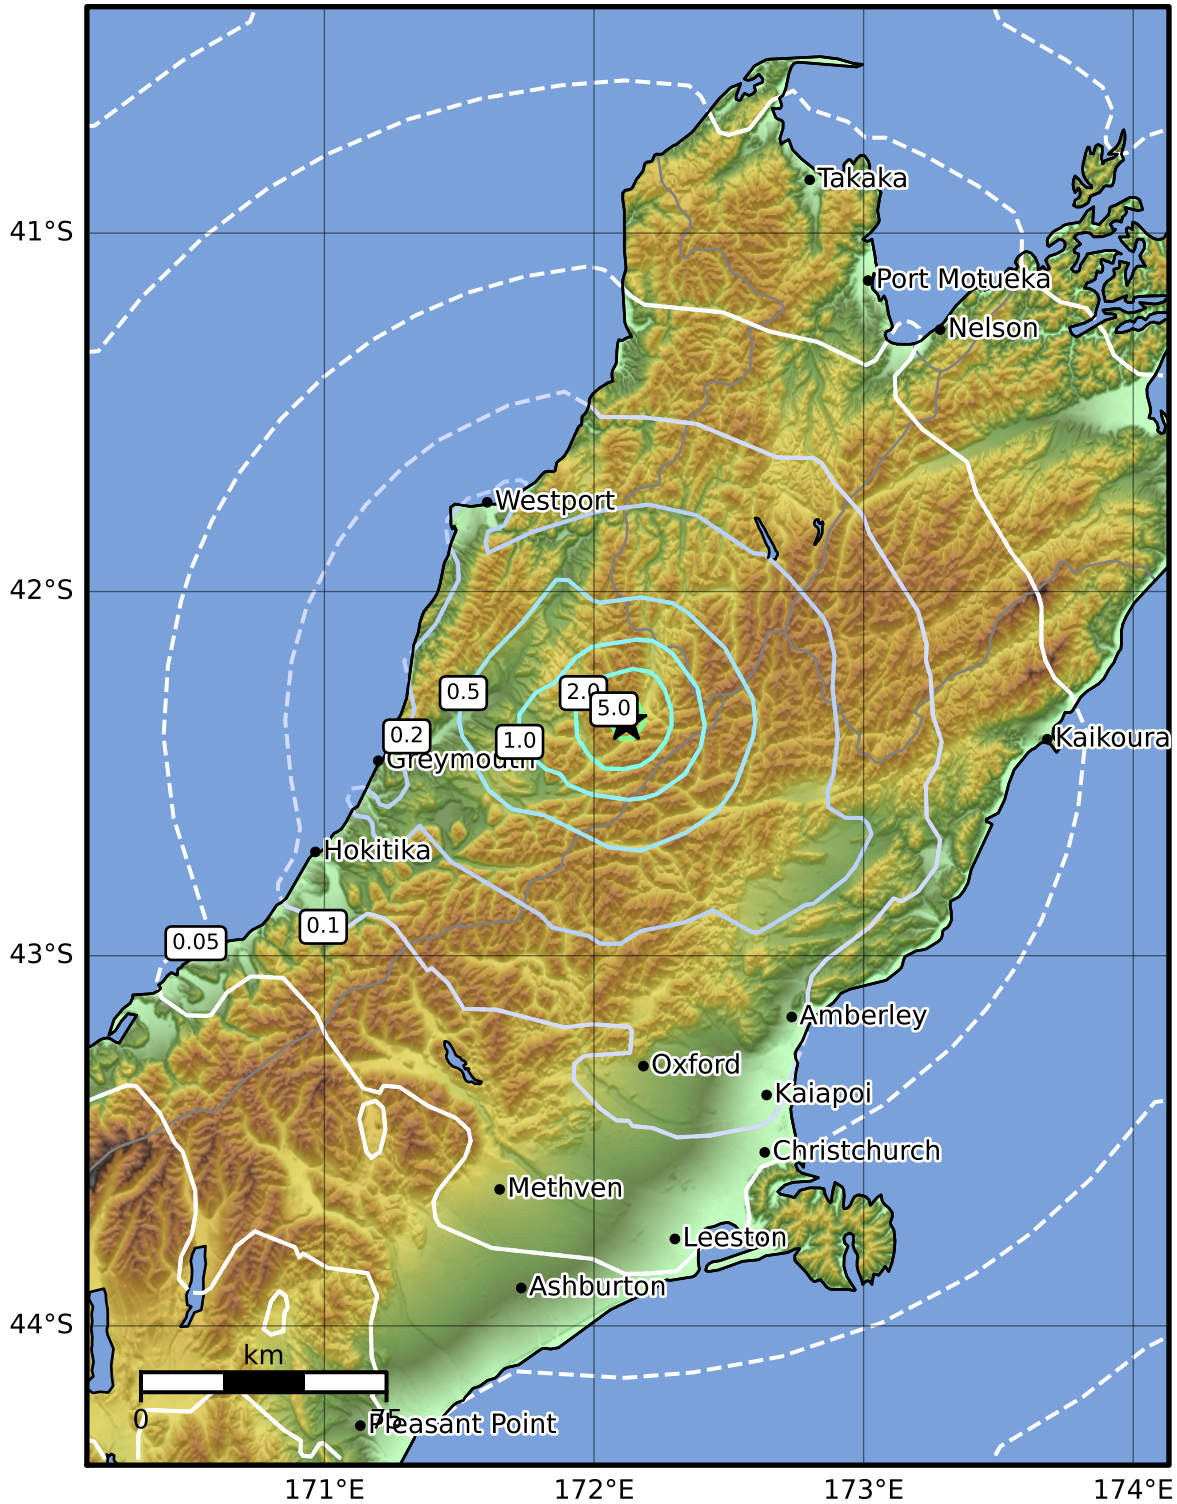 Takaka
41°S
Port Motueka
Nelson
Westport
42°S
0.5
2.0
5.0
0.2
1.0
Greymouth
Kaikoura
Hokitika
0.1
0.05
43°S
Amberley
Oxford
Kaiapoi
Christchurch
Methven
Leeston
Ashburton
44°S
km
0
75
Pleasant Point
171°E
172°E
173°E
174°E